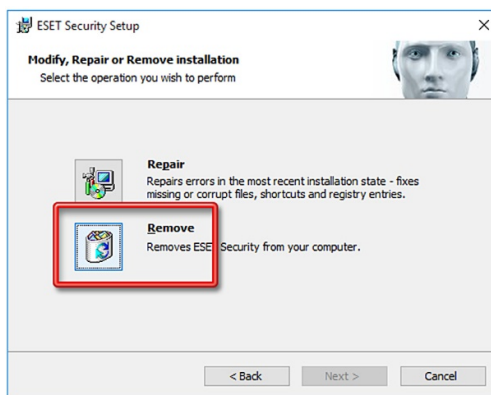 ESET Security Setup
Modify, Repair or Remove installation
Select the operation you wish to perform
Repair
Repairs errors in the most recent installation state - fixes
missing or corrupt files, shortcuts and registry entries.
Remove
Removes ESET Security from your computer.
< Back
Next >
Cancel